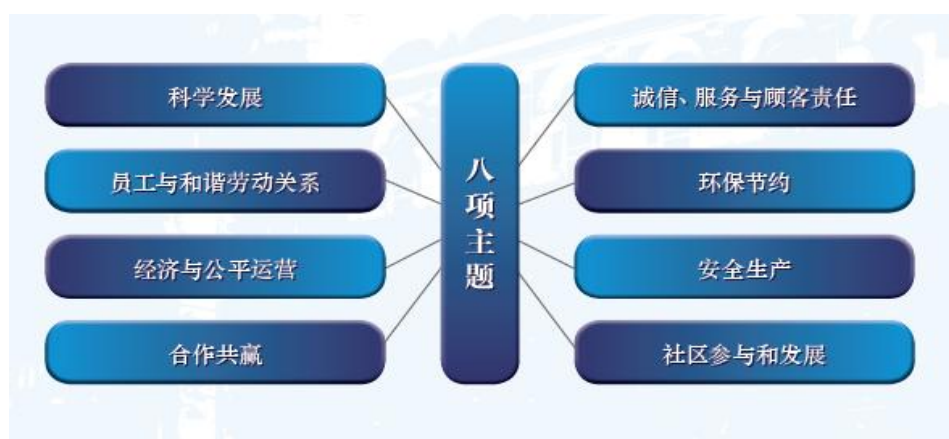 科学发展
员工与和谐劳动关系
经济与公平运营
合作共赢
八项主题
诚信、服务与顾客责任
环保节约
安全生产
社区参与和发展